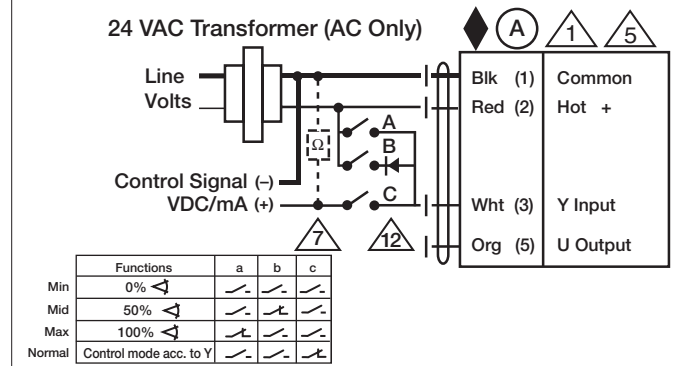 24 VAC Transformer (AC Only)
A
1
5
Line
Volts
Blk (1) Common
Red (2) Hot +
A
Ω
B
Control Signal (–)
VDC/mA (+)
C
Wht (3) Y Input
7
12
Org (5) U Output
Functions a b c
Min 0%
Mid 50%
Max 100%
Normal Control mode acc. to Y